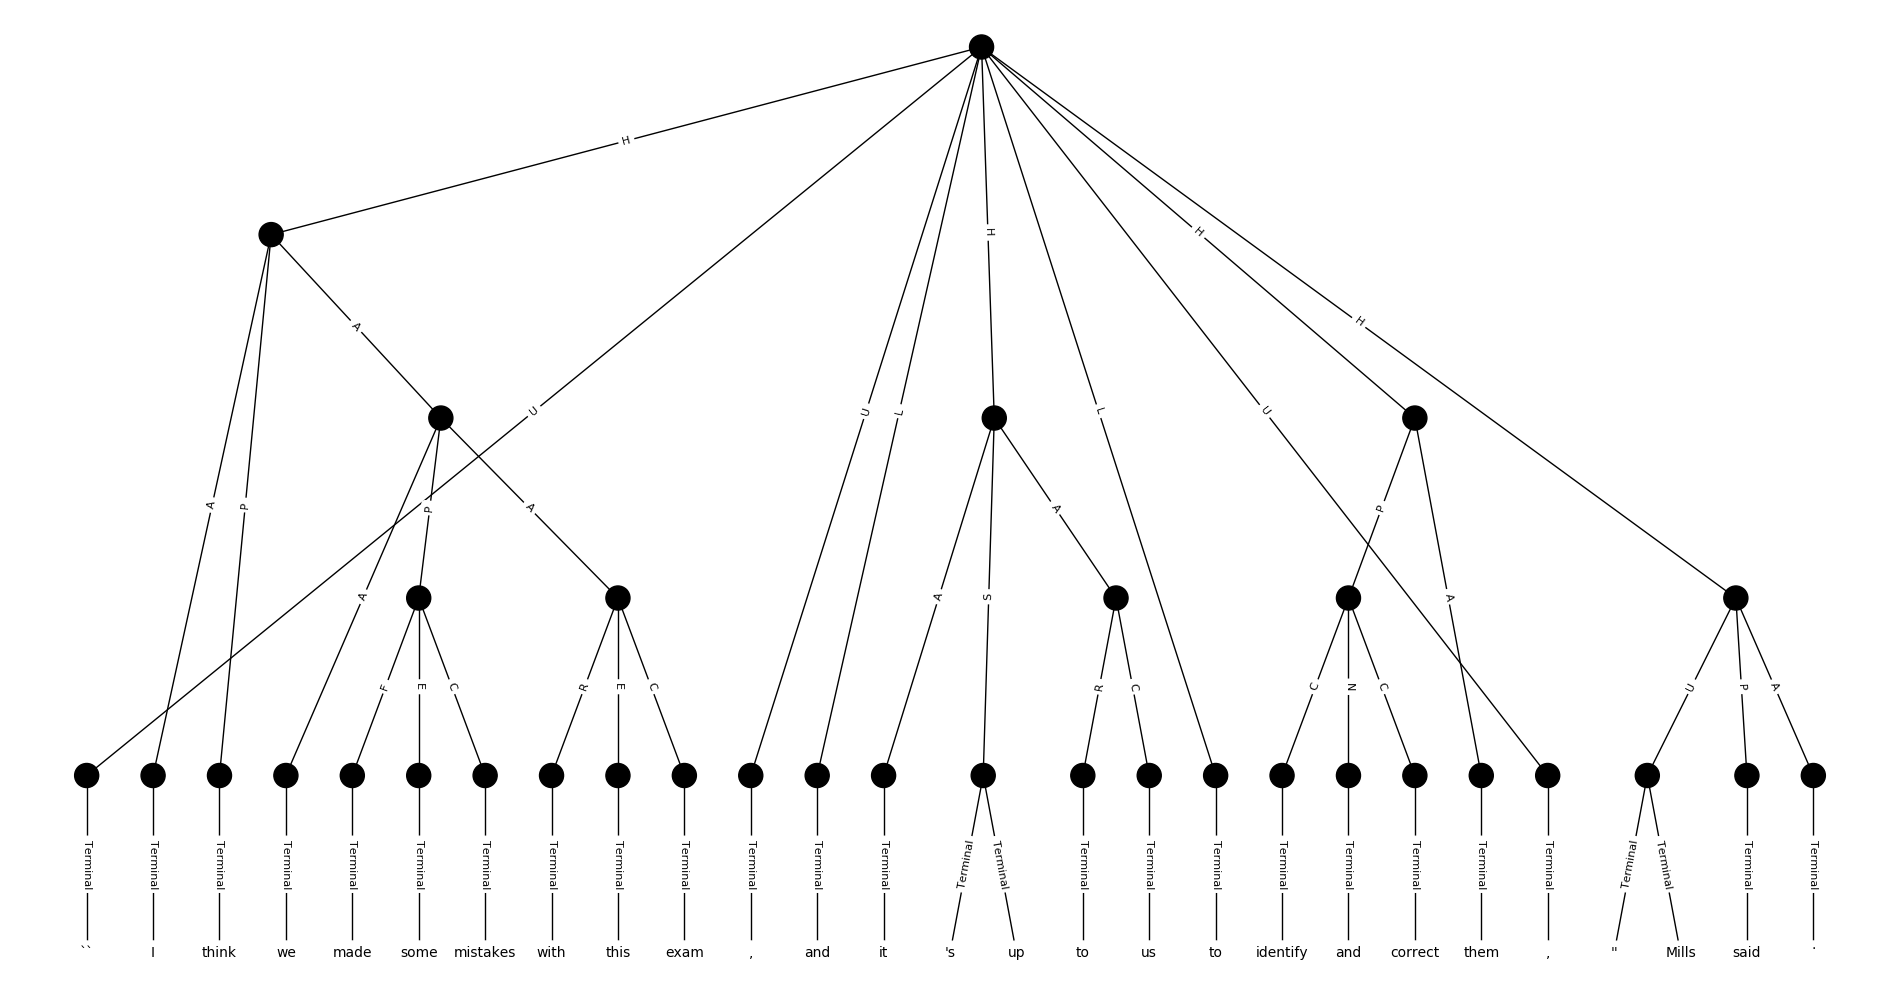 H
A
U
H
H
H
U
L
U
L
A
P
P
A
A
S
A
P
A
F
E
C
R
E
C
R
C
C
N
C
U
P
A
Terminal Terminal Terminal Terminal Terminal Terminal Terminal Terminal Terminal Terminal Terminal Terminal Terminal Terminal Terminal Terminal Terminal Terminal Terminal Terminal Terminal Terminal Terminal Terminal Terminal Terminal Terminal
`` I think we made some mistakes with this exam , and it 's up to us to identify and correct them , " Mills said .